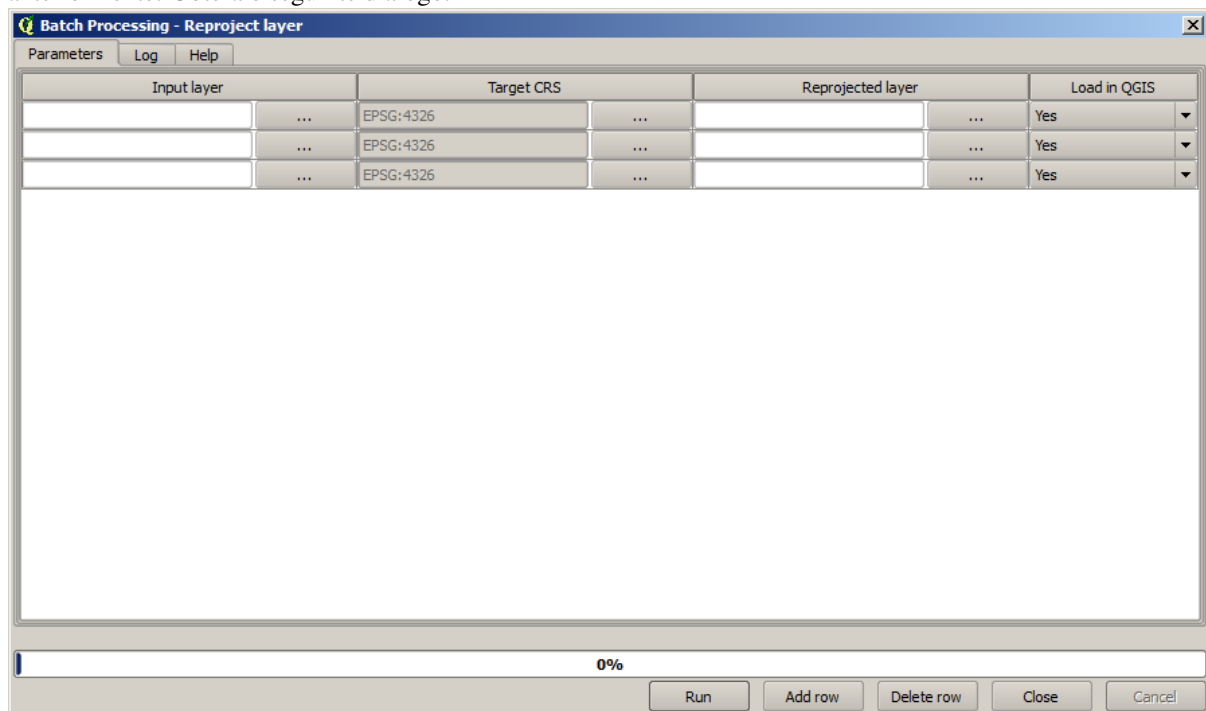 Batch Processing - Reproject layer
Parameters Log Help
Input layer Target CRS Reprojected layer Load in QGIS
... EPSG:4326 ... ... Yes
... EPSG:4326 ... ... Yes
... EPSG:4326 ... ... Yes
0%
Run Add row Delete row Close Cancel